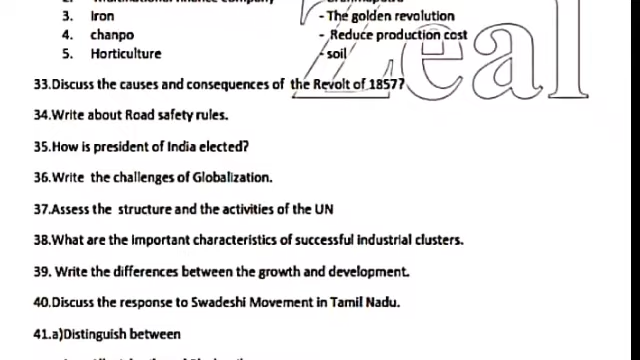 3. Iron - The golden revolution
4. chanpo - Reduce production cost
5. Horticulture - soil
Zeal
33.Discuss the causes and consequences of the Revolt of 1857?
34.Write about Road safety rules.
35.How is president of India elected?
36.Write the challenges of Globalization.
37.Assess the structure and the activities of the UN
38.What are the Important characteristics of successful industrial clusters.
39. Write the differences between the growth and development.
40.Discuss the response to Swadeshi Movement in Tamil Nadu.
41.a)Distinguish between